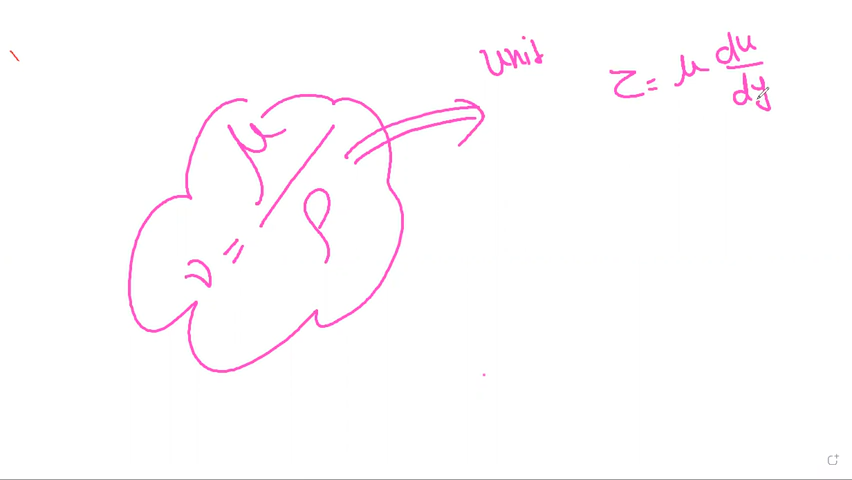 unit
τ = μ du/dy
ν = μ/ρ